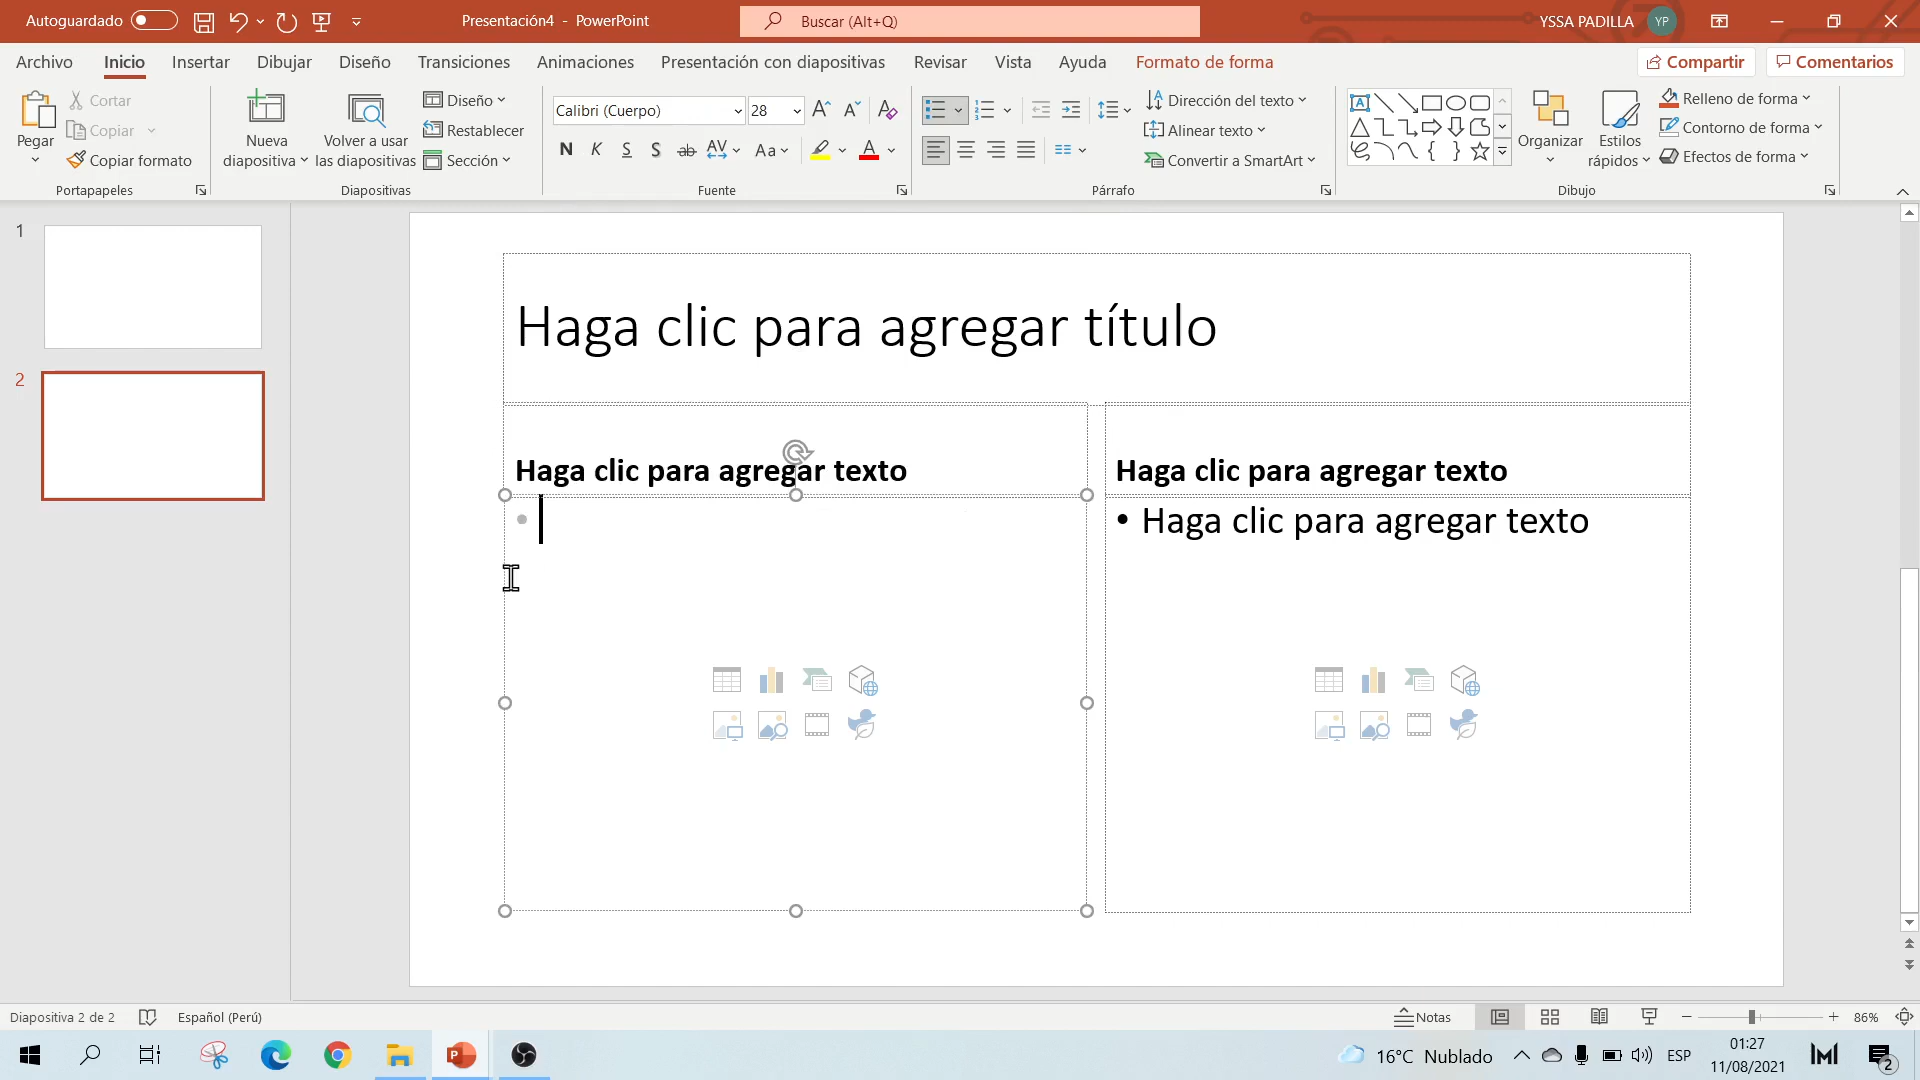 Autoguardado
Presentación4 - PowerPoint
Buscar (Alt+Q)
YSSA PADILLA
YP
Archivo
Inicio
Insertar
Dibujar
Diseño
Transiciones
Animaciones
Presentación con diapositivas
Revisar
Vista
Ayuda
Formato de forma
Compartir
Comentarios
Pegar
Cortar
Copiar
Copiar formato
Portapapeles
Nueva
diapositiva
Volver a usar
las diapositivas
Diseño
Restablecer
Sección
Diapositivas
Calibri (Cuerpo)
28
N K S S ab AV Aa A
Fuente
Dirección del texto
Alinear texto
Convertir a SmartArt
Párrafo
Organizar
Estilos
rápidos
Relleno de forma
Contorno de forma
Efectos de forma
Dibujo
1
2
Haga clic para agregar título
Haga clic para agregar texto
Haga clic para agregar texto
• Haga clic para agregar texto
Diapositiva 2 de 2
Español (Perú)
Notas
86%
16°C Nublado
ESP
01:27
11/08/2021
2